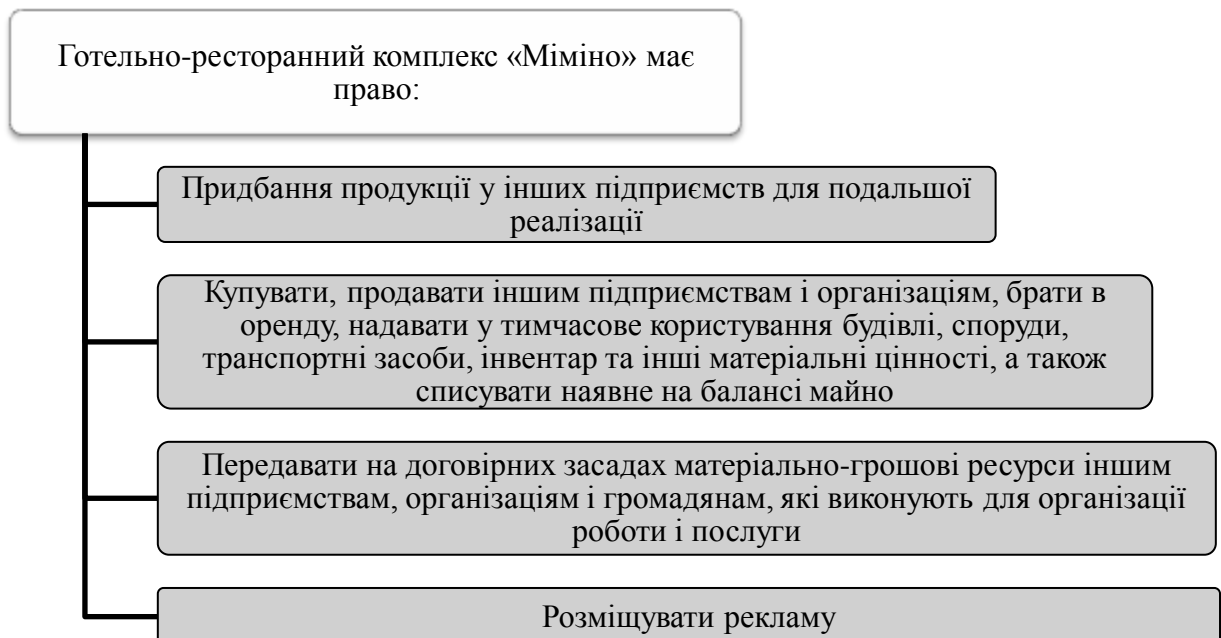 Готельно-ресторанний комплекс «Міміно» має
право:
Придбання продукції у інших підприємств для подальшої
реалізації
Купувати, продавати іншим підприємствам і організаціям, брати в
оренду, надавати у тимчасове користування будівлі, споруди,
транспортні засоби, інвентар та інші матеріальні цінності, а також
списувати наявне на балансі майно
Передавати на договірних засадах матеріально-грошові ресурси іншим
підприємствам, організаціям і громадянам, які виконують для організації
роботи і послуги
Розміщувати рекламу